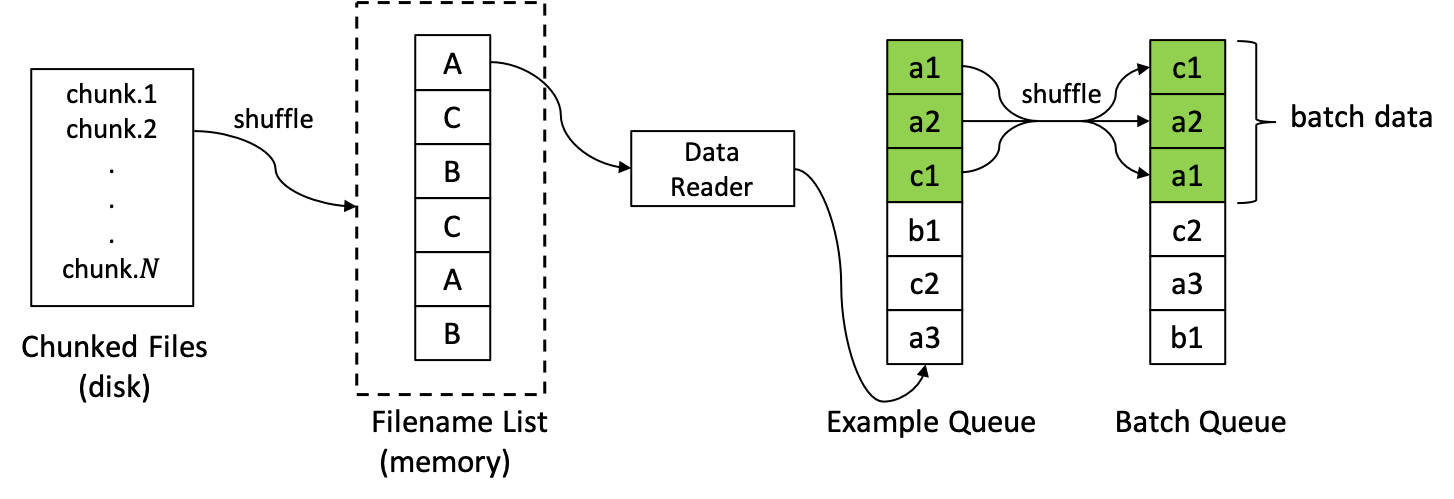 chunk.1
chunk.2
.
.
.
chunk.N
Chunked Files
(disk)
shuffle
A
C
B
C
A
B
Filename List
(memory)
Data
Reader
a1
a2
c1
b1
c2
a3
Example Queue
shuffle
c1
a2
a1
c2
a3
b1
Batch Queue
batch data